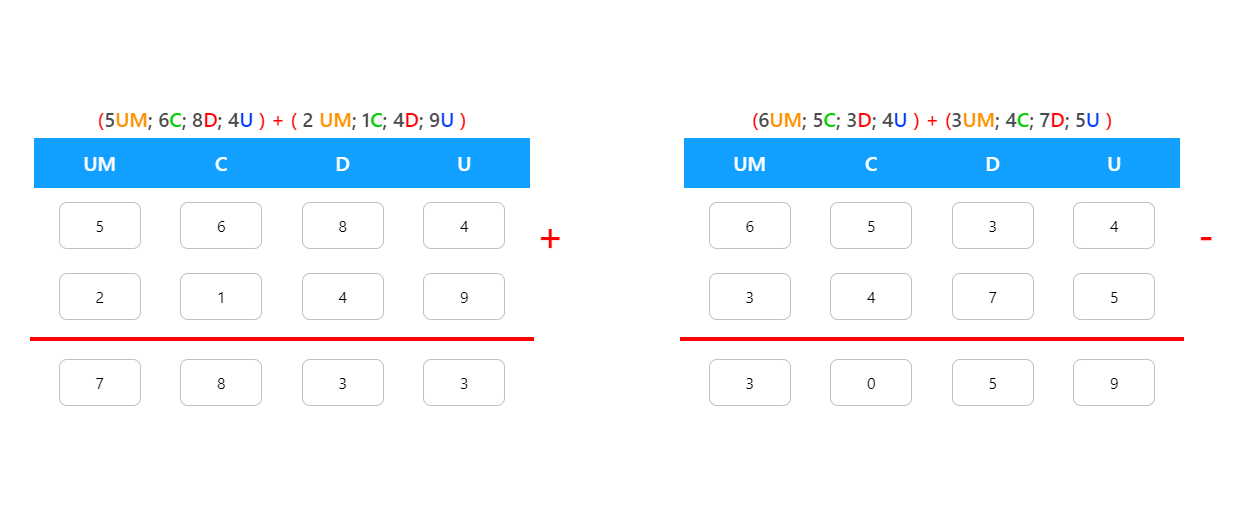 (5UM; 6C; 8D; 4U ) + ( 2 UM; 1C; 4D; 9U )
UM C D U
5 6 8 4
+
2 1 4 9
7 8 3 3
(6UM; 5C; 3D; 4U ) + (3UM; 4C; 7D; 5U )
UM C D U
6 5 3 4
-
3 4 7 5
3 0 5 9